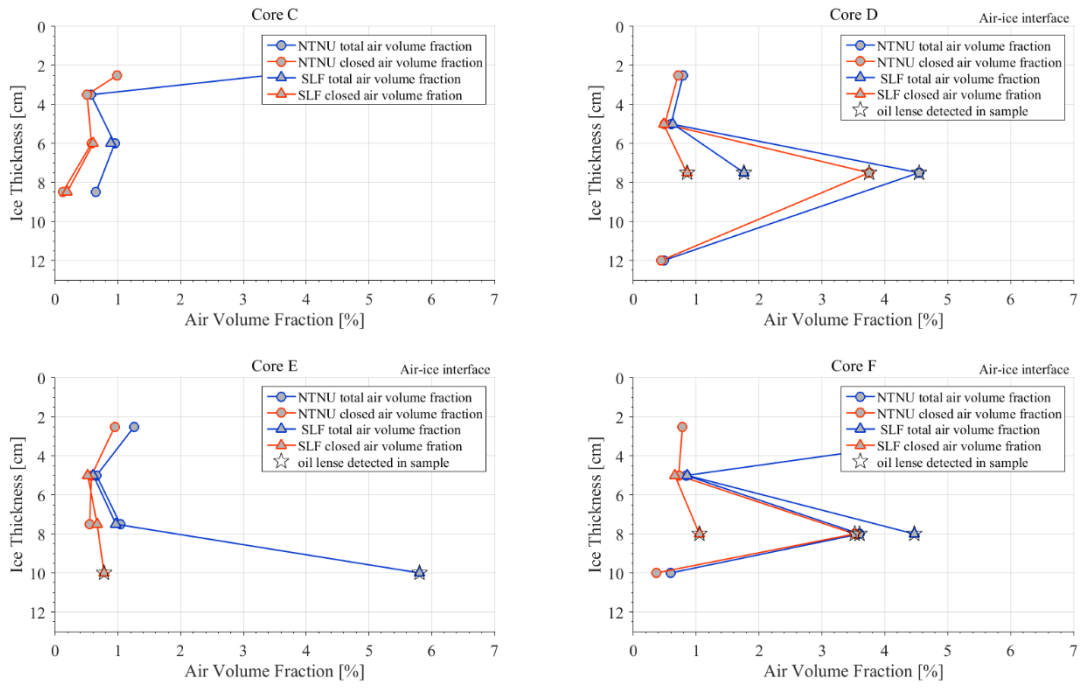 Core C
0
2
4
6
8
10
12
Ice Thickness [cm]
NTNU total air volume fraction
NTNU closed air volume fraction
SLF total air volume fraction
SLF closed air volume fration
0 1 2 3 4 5 6 7
Air Volume Fraction [%]
Core D
Air-ice interface
0
2
4
6
8
10
12
Ice Thickness [cm]
NTNU total air volume fraction
NTNU closed air volume fraction
SLF total air volume fraction
SLF closed air volume fration
oil lense detected in sample
0 1 2 3 4 5 6 7
Air Volume Fraction [%]
Core E
Air-ice interface
0
2
4
6
8
10
12
Ice Thickness [cm]
NTNU total air volume fraction
NTNU closed air volume fraction
SLF total air volume fraction
SLF closed air volume fration
oil lense detected in sample
0 1 2 3 4 5 6 7
Air Volume Fraction [%]
Core F
Air-ice interface
0
2
4
6
8
10
12
Ice Thickness [cm]
NTNU total air volume fraction
NTNU closed air volume fraction
SLF total air volume fraction
SLF closed air volume fration
oil lense detected in sample
0 1 2 3 4 5 6 7
Air Volume Fraction [%]